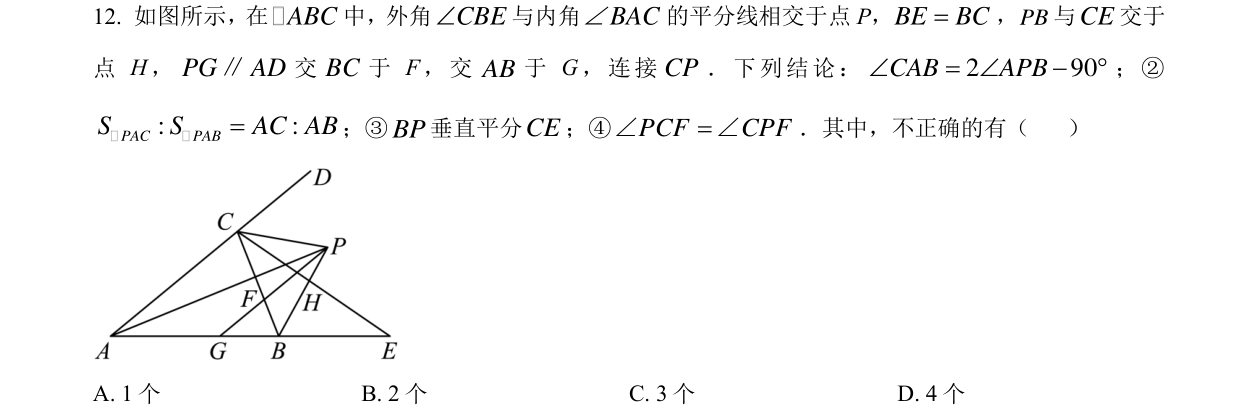 12. 如图所示，在□ABC 中，外角∠CBE 与内角∠BAC 的平分线相交于点 P，BE = BC，PB 与 CE 交于
点 H，PG∥AD 交 BC 于 F，交 AB 于 G，连接 CP．下列结论：∠CAB = 2∠APB − 90°；②
S□PAC : S□PAB = AC : AB；③BP 垂直平分 CE；④∠PCF = ∠CPF．其中，不正确的有（ ）
D
C
P
F
H
A
G
B
E
A. 1 个
B. 2 个
C. 3 个
D. 4 个